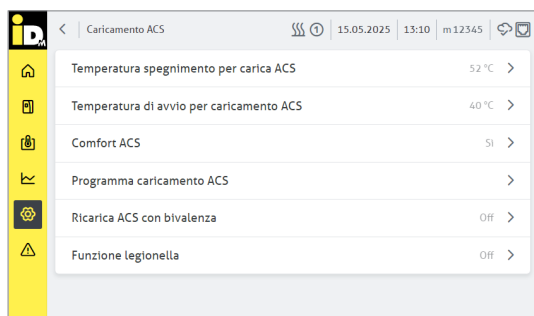 iDM
Caricamento ACS
1
15.05.2025
13:10
m12345
Temperatura spegnimento per carica ACS
52 °C
Temperatura di avvio per caricamento ACS
40 °C
Comfort ACS
Sì
Programma caricamento ACS
Ricarica ACS con bivalenza
Off
Funzione legionella
Off